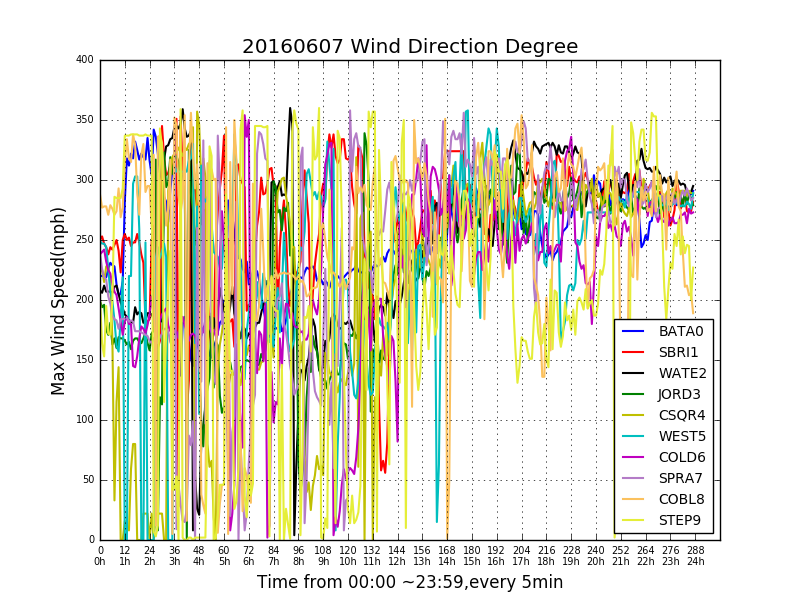 20160607 Wind Direction Degree
Max Wind Speed(mph)
400
350
300
250
200
150
100
50
0
BATA0
SBRI1
WATE2
JORD3
CSQR4
WEST5
COLD6
SPRA7
COBL8
STEP9
0 12 24 36 48 60 72 84 96 108 120 132 144 156 168 180 192 204 216 228 240 252 264 276 288
0h 1h 2h 3h 4h 5h 6h 7h 8h 8h 10h 11h 12h 13h 14h 15h 16h 17h 18h 19h 20h 21h 22h 23h 24h
Time from 00:00 ~23:59,every 5min